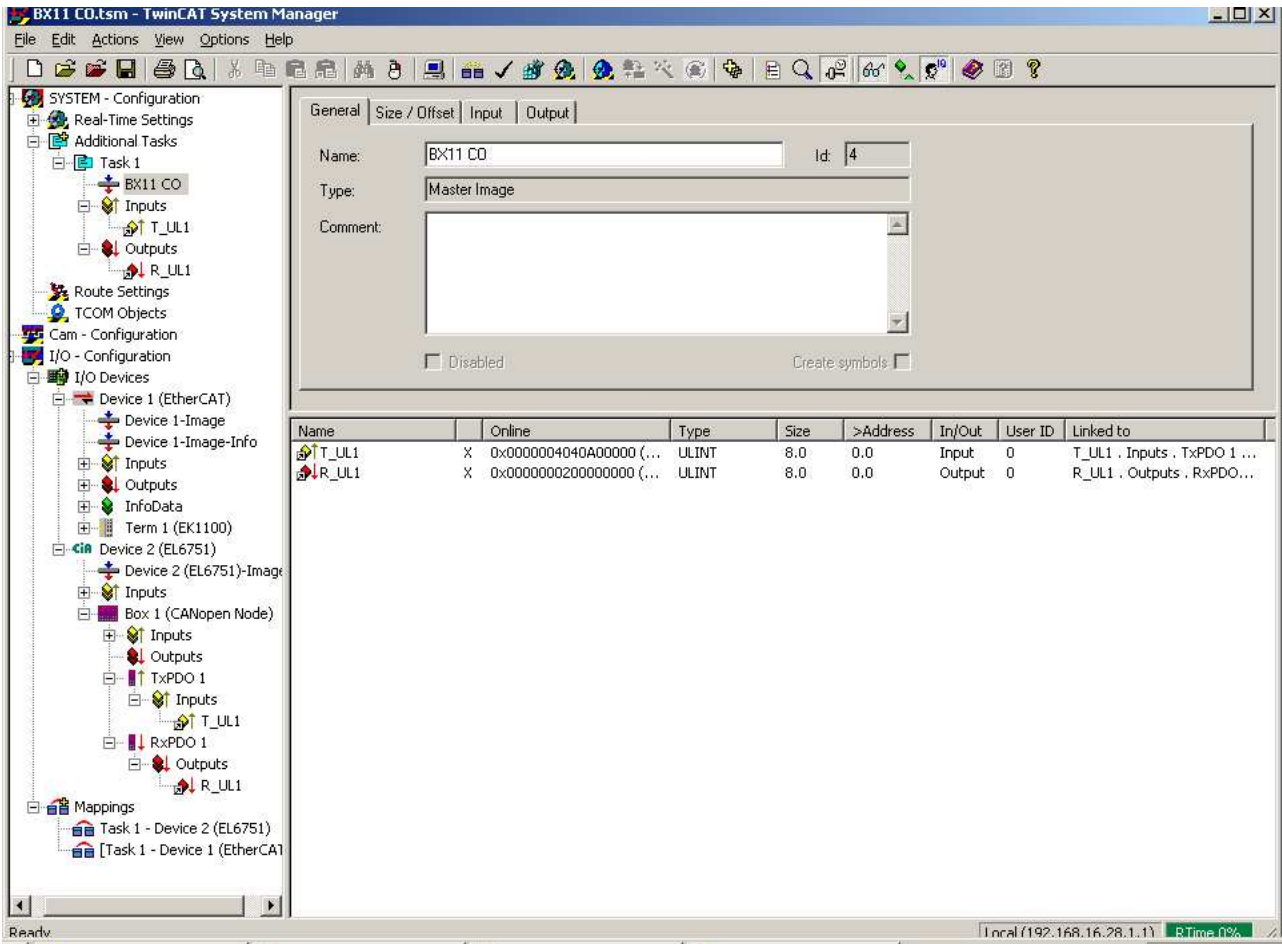 BX11 CO.tsm - TwinCAT System Manager
File Edit Actions View Options Help
SYSTEM - Configuration
Real-Time Settings
Additional Tasks
Task 1
BX11 CO
Inputs
T_UL1
Outputs
R_UL1
Route Settings
TCOM Objects
Cam - Configuration
I/O - Configuration
I/O Devices
Device 1 (EtherCAT)
Device 1-Image
Device 1-Image-Info
Inputs
Outputs
InfoData
Term 1 (EK1100)
CiA Device 2 (EL6751)
Device 2 (EL6751)-Image
Inputs
Box 1 (CANopen Node)
Inputs
Outputs
TxPDO 1
Inputs
T_UL1
RxPDO 1
Outputs
R_UL1
Mappings
Task 1 - Device 2 (EL6751)
[Task 1 - Device 1 (EtherCAT
General Size / Offset Input Output
Name: BX11 CO Id: 4
Type: Master Image
Comment:
Disabled Create symbols
Name Online Type Size >Address In/Out User ID Linked to
T_UL1 X 0x0000004040A00000 (... ULINT 8.0 0.0 Input 0 T_UL1 . Inputs . TxPDO 1 ...
R_UL1 X 0x0000000200000000 (... ULINT 8.0 0.0 Output 0 R_UL1 . Outputs . RxPDO...
Ready Local (192.168.16.28.1.1) RTime 0%